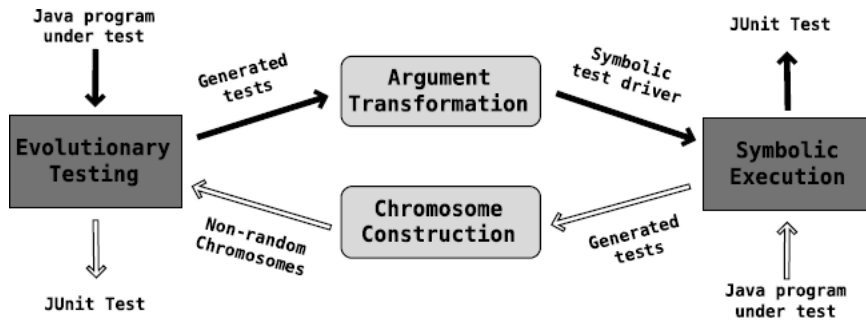 Java program
under test
JUnit Test
Generated
tests
Argument
Transformation
Symbolic
test driver
Evolutionary
Testing
Symbolic
Execution
Chromosome
Construction
Non-random
Chromosomes
Generated
tests
JUnit Test
Java program
under test